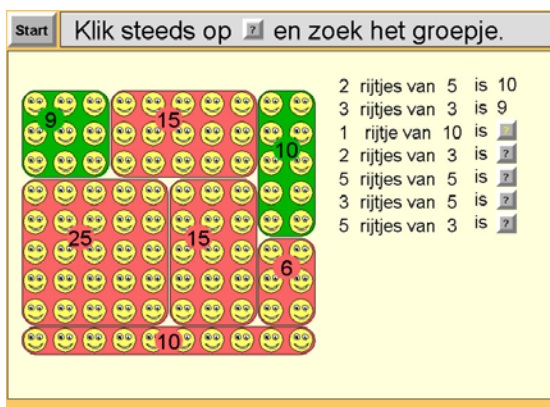 Start Klik steeds op ? en zoek het groepje.
2 rijtjes van 5 is 10
3 rijtjes van 3 is 9
1 rijtje van 10 is ?
2 rijtjes van 3 is ?
5 rijtjes van 5 is ?
3 rijtjes van 5 is ?
5 rijtjes van 3 is ?
9 15 10
25 15 6
10